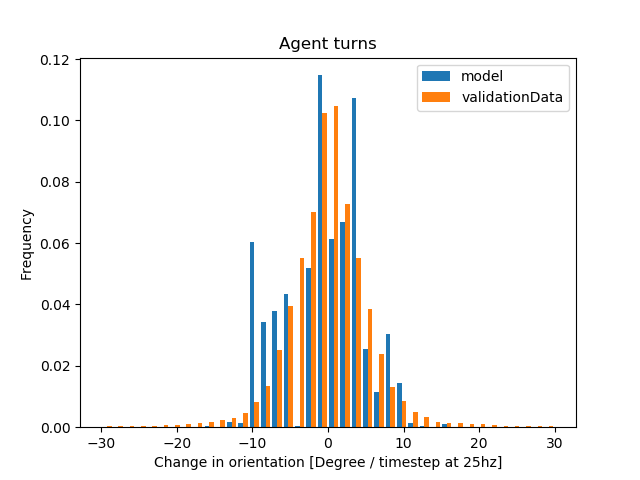 Agent turns
model
validationData
Frequency
0.12
0.10
0.08
0.06
0.04
0.02
0.00
−30 −20 −10 0 10 20 30
Change in orientation [Degree / timestep at 25hz]